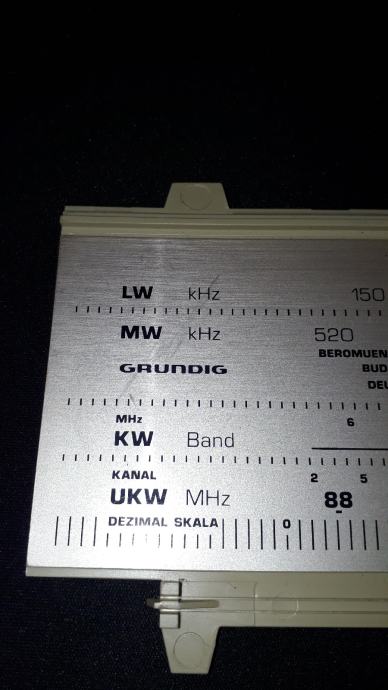 LW kHz 150
MW kHz 520
BEROMUEN
GRUNDIG BUD
DEU
MHz 6
KW Band
KANAL 2 5
UKW MHz 88
DEZIMAL SKALA 0